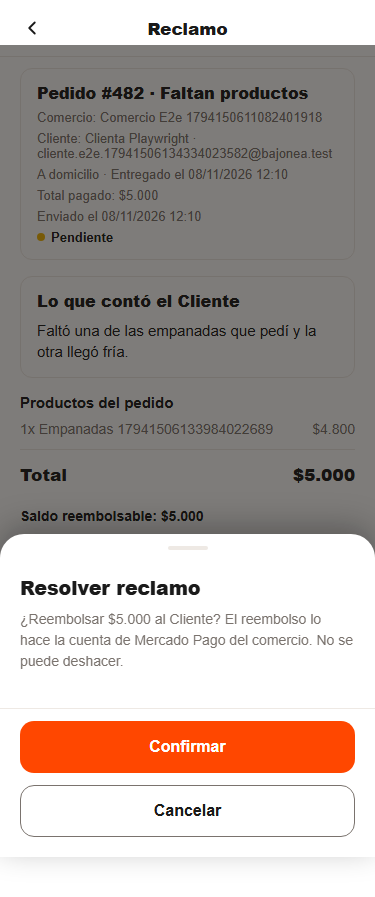 Reclamo
Pedido #482 · Faltan productos
Comercio: Comercio E2e 1794150611082401918
Cliente: Clienta Playwright ·
cliente.e2e.17941506134334023582@bajonea.test
A domicilio · Entregado el 08/11/2026 12:10
Total pagado: $5.000
Enviado el 08/11/2026 12:10
Pendiente
Lo que contó el Cliente
Faltó una de las empanadas que pedí y la
otra llegó fría.
Productos del pedido
1x Empanadas 17941506133984022689 $4.800
Total $5.000
Saldo reembolsable: $5.000
Resolver reclamo
¿Reembolsar $5.000 al Cliente? El reembolso lo
hace la cuenta de Mercado Pago del comercio. No se
puede deshacer.
Confirmar
Cancelar